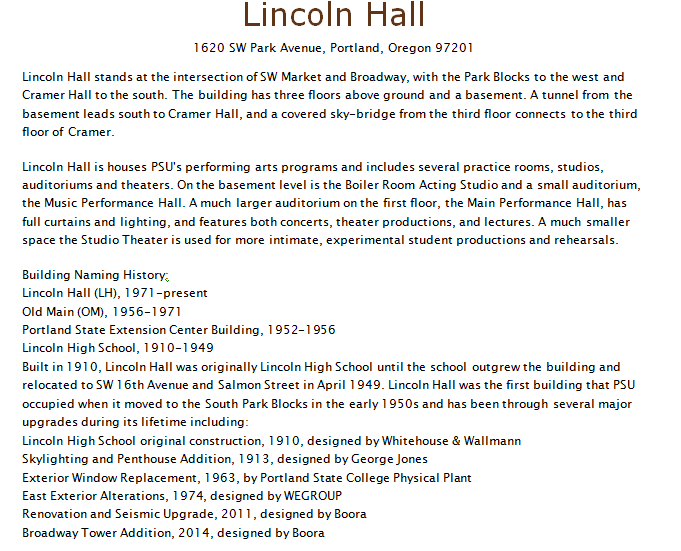 Lincoln Hall
1620 SW Park Avenue, Portland, Oregon 97201
Lincoln Hall stands at the intersection of SW Market and Broadway, with the Park Blocks to the west and
Cramer Hall to the south. The building has three floors above ground and a basement. A tunnel from the
basement leads south to Cramer Hall, and a covered sky-bridge from the third floor connects to the third
floor of Cramer.
Lincoln Hall is houses PSU's performing arts programs and includes several practice rooms, studios,
auditoriums and theaters. On the basement level is the Boiler Room Acting Studio and a small auditorium,
the Music Performance Hall. A much larger auditorium on the first floor, the Main Performance Hall, has
full curtains and lighting, and features both concerts, theater productions, and lectures. A much smaller
space the Studio Theater is used for more intimate, experimental student productions and rehearsals.
Building Naming History:
Lincoln Hall (LH), 1971-present
Old Main (OM), 1956-1971
Portland State Extension Center Building, 1952-1956
Lincoln High School, 1910-1949
Built in 1910, Lincoln Hall was originally Lincoln High School until the school outgrew the building and
relocated to SW 16th Avenue and Salmon Street in April 1949. Lincoln Hall was the first building that PSU
occupied when it moved to the South Park Blocks in the early 1950s and has been through several major
upgrades during its lifetime including:
Lincoln High School original construction, 1910, designed by Whitehouse & Wallmann
Skylighting and Penthouse Addition, 1913, designed by George Jones
Exterior Window Replacement, 1963, by Portland State College Physical Plant
East Exterior Alterations, 1974, designed by WEGROUP
Renovation and Seismic Upgrade, 2011, designed by Boora
Broadway Tower Addition, 2014, designed by Boora